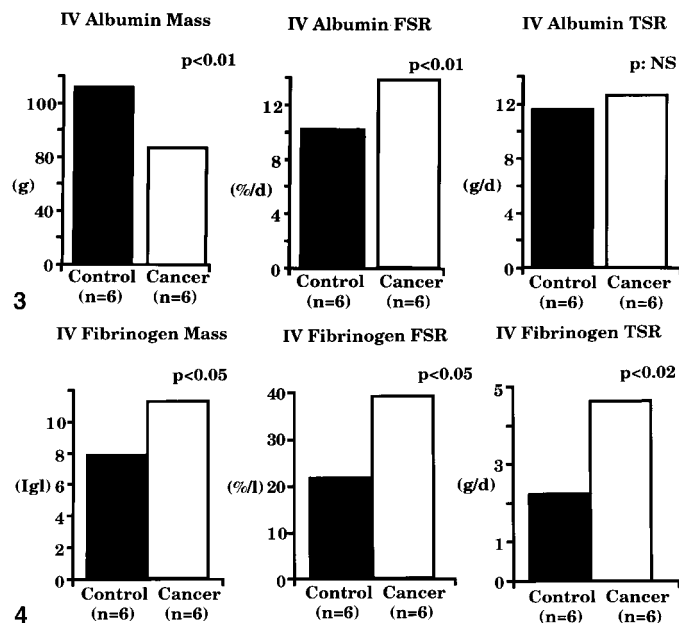 IV Albumin Mass
p<0.01
100
80
(g)
40
0
Control
(n=6)
Cancer
(n=6)
IV Albumin FSR
p<0.01
12
8
(%/d)
4
0
Control
(n=6)
Cancer
(n=6)
IV Albumin TSR
p: NS
12
8
(g/d)
4
0
Control
(n=6)
Cancer
(n=6)
3
IV Fibrinogen Mass
p<0.05
10
8
(Igl)
6
4
2
0
Control
(n=6)
Cancer
(n=6)
IV Fibrinogen FSR
p<0.05
40
30
(%/l)
20
10
0
Control
(n=6)
Cancer
(n=6)
IV Fibrinogen TSR
p<0.02
5
3
(g/d)
2
1
0
Control
(n=6)
Cancer
(n=6)
4